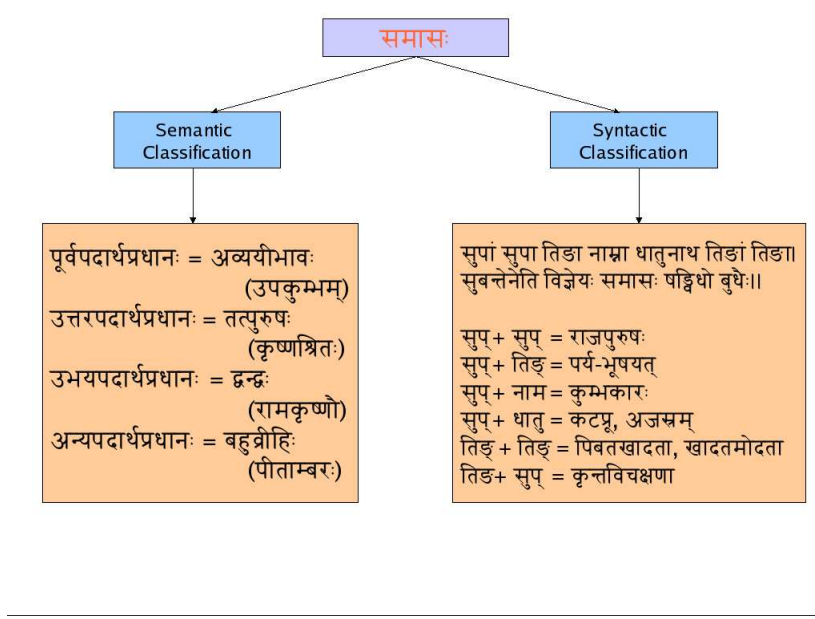 समासः
Semantic
Classification
Syntactic
Classification
पूर्वपदार्थप्रधानः = अव्ययीभावः
(उपकुम्भम्)
उत्तरपदार्थप्रधानः = तत्पुरुषः
(कृष्णश्रितः)
उभयपदार्थप्रधानः = द्वन्द्वः
(रामकृष्णौ)
अन्यपदार्थप्रधानः = बहुव्रीहिः
(पीताम्बरः)
सुपां सुपा तिङा नाम्ना धातुनाथ तिङां तिङा।
सुबन्तेनेति विज्ञेयः समासः षड्विधो बुधैः॥
सुप् + सुप् = राजपुरुषः
सुप् + तिङ् = पर्य-भूषयत्
सुप् + नाम = कुम्भकारः
सुप् + धातु = कटप्रू, अजस्रम्
तिङ् + तिङ् = पिबतखादता, खादतमोदता
तिङ+ सुप् = कृन्तविचक्षणा